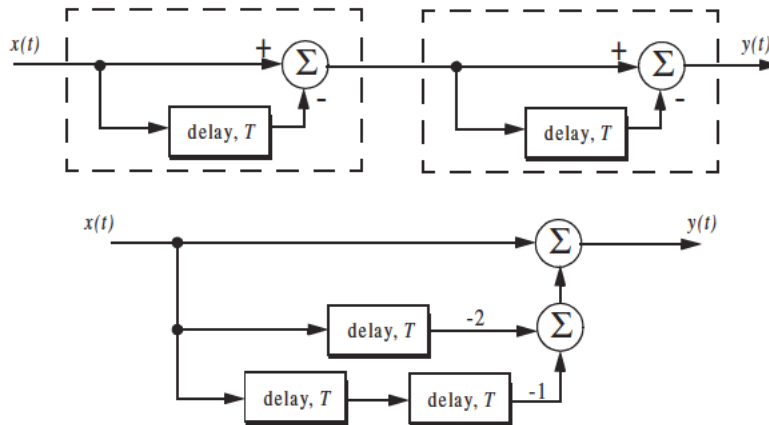 x(t) + Σ - delay, T + Σ - delay, T y(t)
x(t) Σ y(t)
delay, T -2 Σ
delay, T delay, T -1